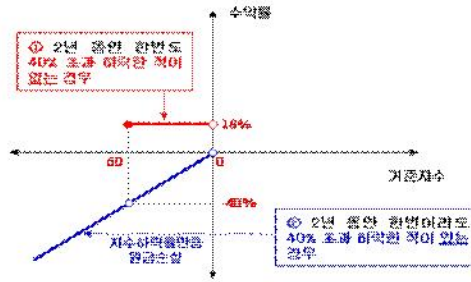 수익률
① 2년 동안 한번도
40% 초과 하락한 적이
없는 경우
16%
60
0
기준지수
-40%
지수하락률만큼
원금손실
② 2년 동안 한번이라도
40% 초과 하락한 적이 있는
경우